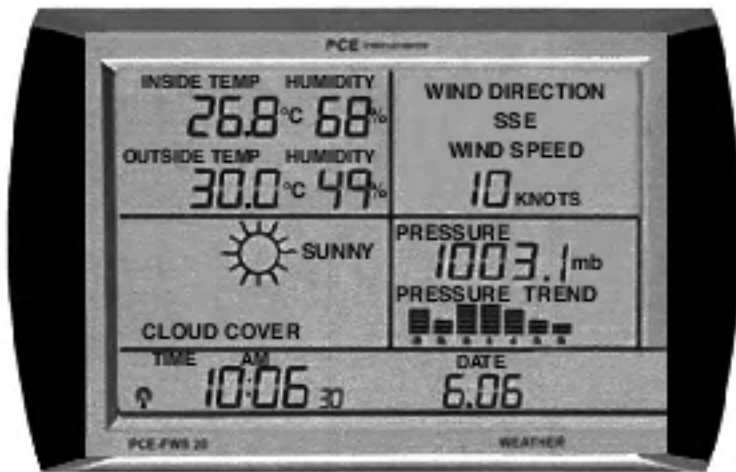 PCE Instruments
INSIDE TEMP HUMIDITY
26.8°C 68%
OUTSIDE TEMP HUMIDITY
30.0°C 49%
WIND DIRECTION
SSE
WIND SPEED
10 KNOTS
SUNNY
CLOUD COVER
PRESSURE
1003.1mb
PRESSURE TREND
TIME AM
10:06 30
DATE
6.06
PCE-FWS 20
WEATHER